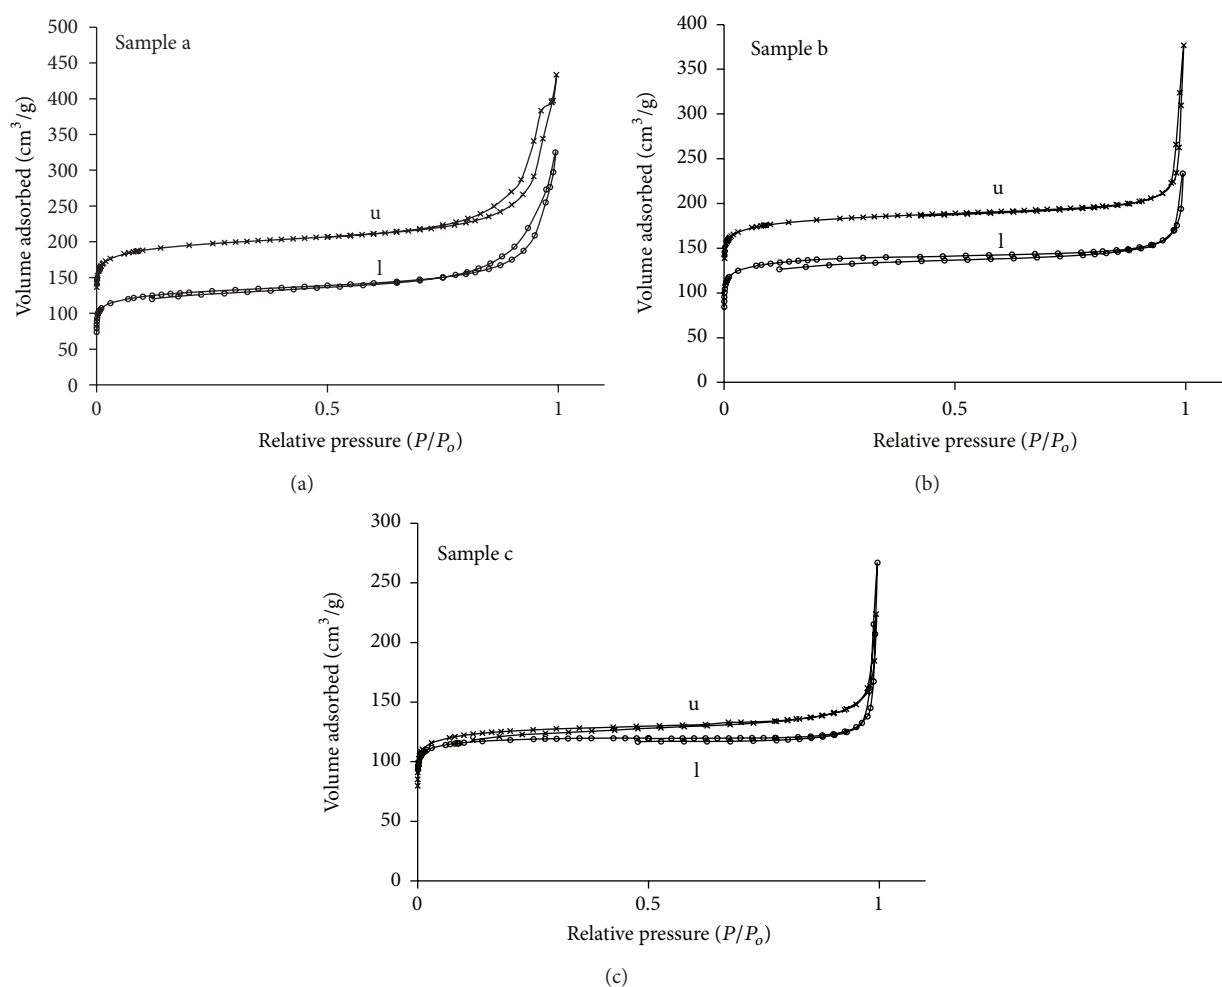 500
450
400
350
300
250
200
150
100
50
0
Sample a
u
l
0
0.5
1
Volume adsorbed (cm³/g)
Relative pressure (P/Pₒ)
(a)
400
350
300
250
200
150
100
50
0
Sample b
u
l
0
0.5
1
Volume adsorbed (cm³/g)
Relative pressure (P/Pₒ)
(b)
300
250
200
150
100
50
0
Sample c
u
l
0
0.5
1
Volume adsorbed (cm³/g)
Relative pressure (P/Pₒ)
(c)